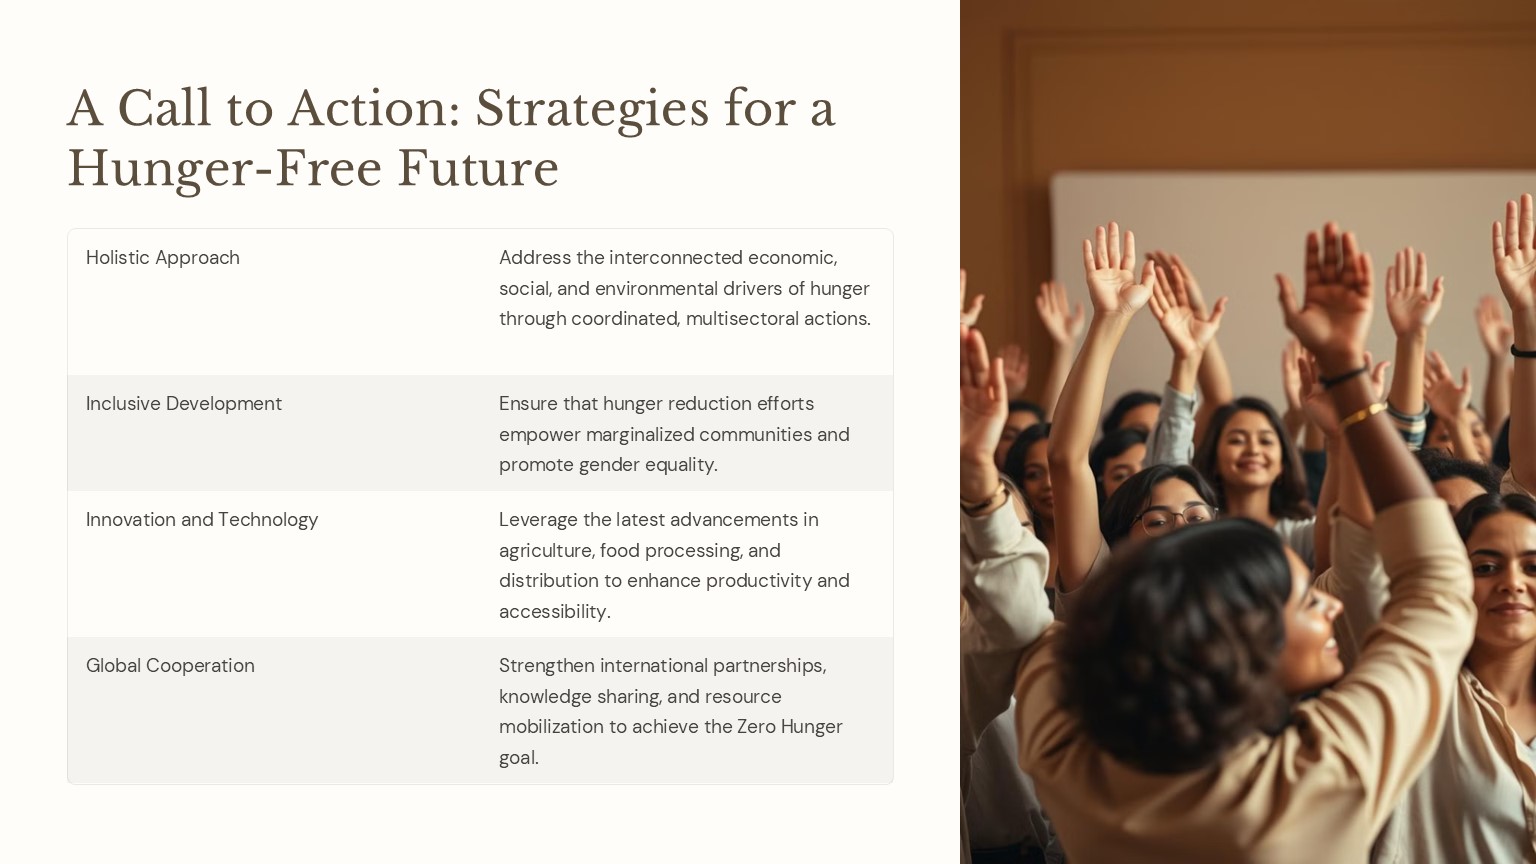 A Call to Action: Strategies for a
Hunger-Free Future
Holistic Approach
Address the interconnected economic,
social, and environmental drivers of hunger
through coordinated, multisectoral actions.
Inclusive Development
Ensure that hunger reduction efforts
empower marginalized communities and
promote gender equality.
Innovation and Technology
Leverage the latest advancements in
agriculture, food processing, and
distribution to enhance productivity and
accessibility.
Global Cooperation
Strengthen international partnerships,
knowledge sharing, and resource
mobilization to achieve the Zero Hunger
goal.